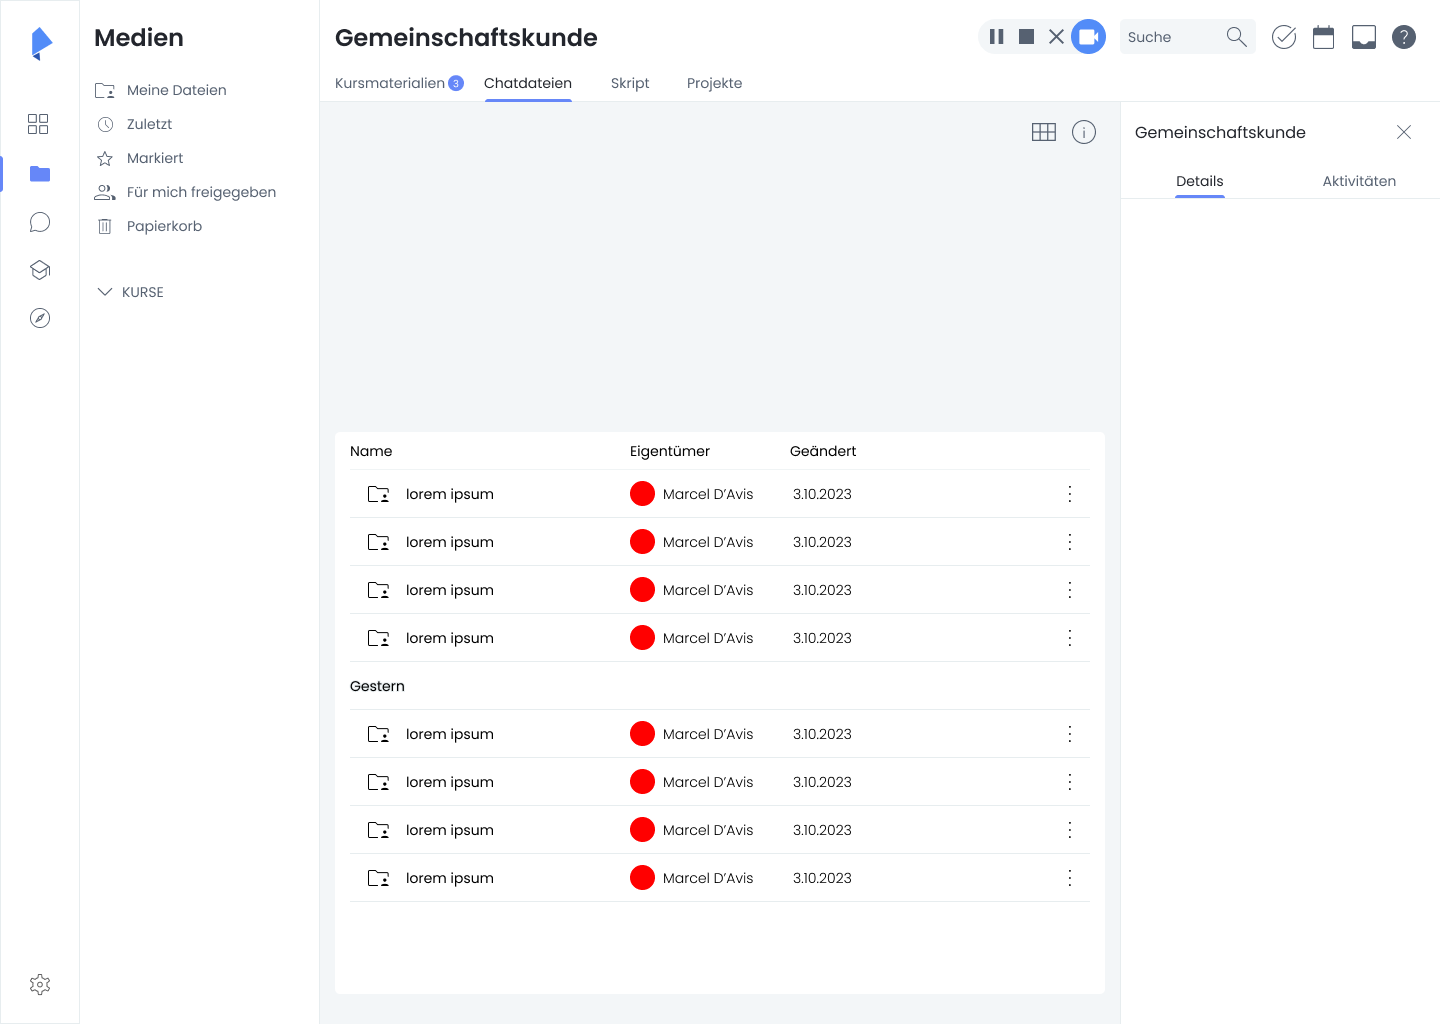 Medien
Meine Dateien
Zuletzt
Markiert
Für mich freigegeben
Papierkorb
KURSE
Gemeinschaftskunde
Suche
?
Kursmaterialien 3 Chatdateien Skript Projekte
i
Gemeinschaftskunde
Details Aktivitäten
Name Eigentümer Geändert
lorem ipsum Marcel D’Avis 3.10.2023
lorem ipsum Marcel D’Avis 3.10.2023
lorem ipsum Marcel D’Avis 3.10.2023
lorem ipsum Marcel D’Avis 3.10.2023
Gestern
lorem ipsum Marcel D’Avis 3.10.2023
lorem ipsum Marcel D’Avis 3.10.2023
lorem ipsum Marcel D’Avis 3.10.2023
lorem ipsum Marcel D’Avis 3.10.2023